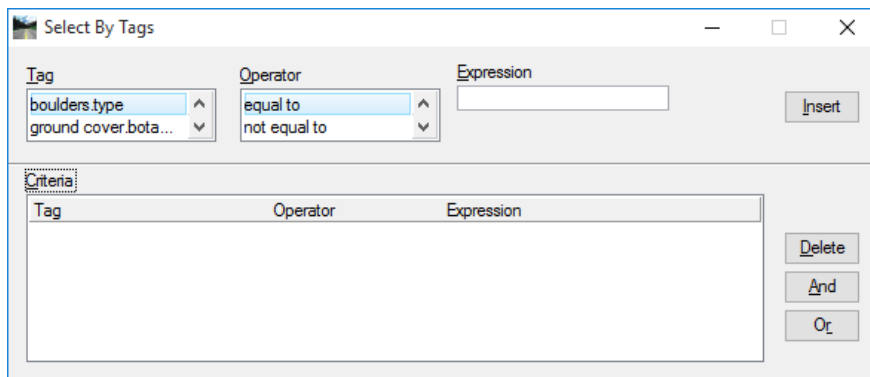 Select By Tags
Tag Operator Expression
boulders.type equal to
ground cover.bota... not equal to
Insert
Criteria
Tag Operator Expression
Delete
And
Or